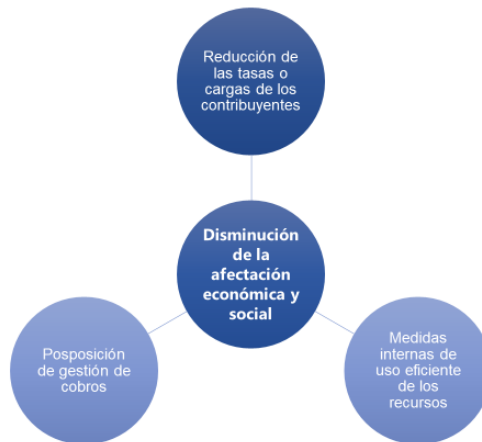 Reducción de
las tasas o
cargas de los
contribuyentes
Disminución
de la
afectación
económica y
social
Posposición
de gestión de
cobros
Medidas
internas de
uso eficiente
de los
recursos